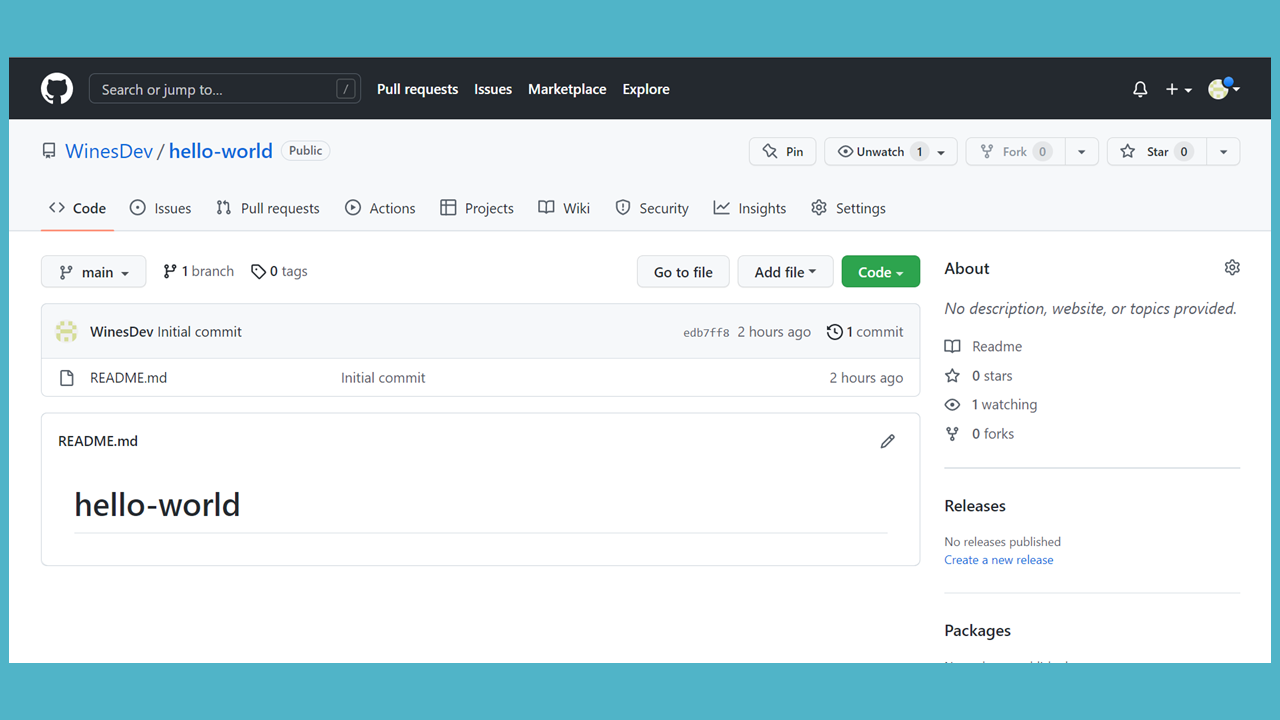 Search or jump to... / Pull requests Issues Marketplace Explore
WinesDev / hello-world Public Pin Unwatch 1 Fork 0 Star 0
Code Issues Pull requests Actions Projects Wiki Security Insights Settings
main 1 branch 0 tags Go to file Add file Code
WinesDev Initial commit edb7ff8 2 hours ago 1 commit
README.md Initial commit 2 hours ago
README.md
hello-world
About
No description, website, or topics provided.
Readme
0 stars
1 watching
0 forks
Releases
No releases published
Create a new release
Packages